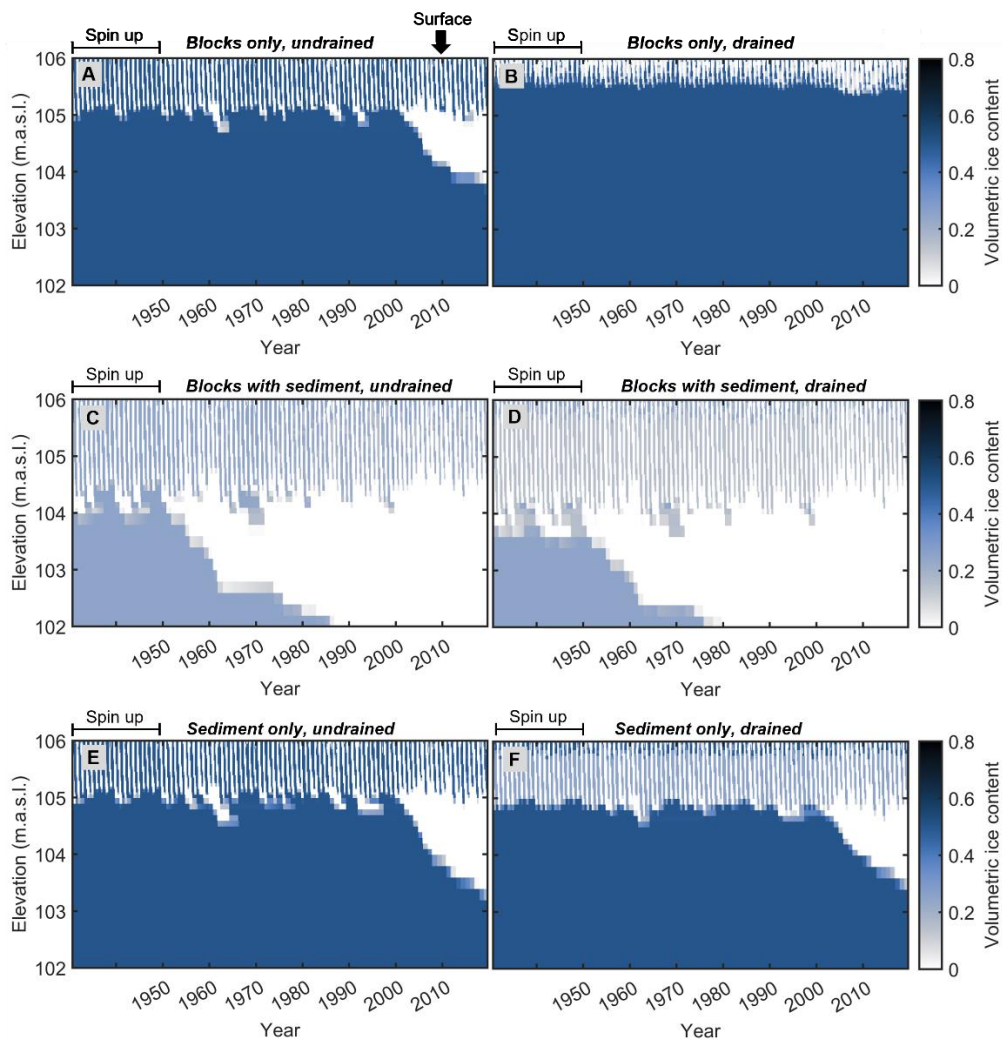 Surface
Spin up
Blocks only, undrained
Blocks only, drained
A
B
Elevation (m.a.s.l.)
106
105
104
103
102
1950
1960
1970
1980
1990
2000
2010
Year
1950
1960
1970
1980
1990
2000
2010
Year
0.8
0.6
0.4
0.2
0
Volumetric ice content
Spin up
Blocks with sediment, undrained
Spin up
Blocks with sediment, drained
C
D
Elevation (m.a.s.l.)
106
105
104
103
102
1950
1960
1970
1980
1990
2000
2010
Year
1950
1960
1970
1980
1990
2000
2010
Year
0.8
0.6
0.4
0.2
0
Volumetric ice content
Spin up
Sediment only, undrained
Spin up
Sediment only, drained
E
F
Elevation (m.a.s.l.)
106
105
104
103
102
1950
1960
1970
1980
1990
2000
2010
Year
1950
1960
1970
1980
1990
2000
2010
Year
0.8
0.6
0.4
0.2
0
Volumetric ice content